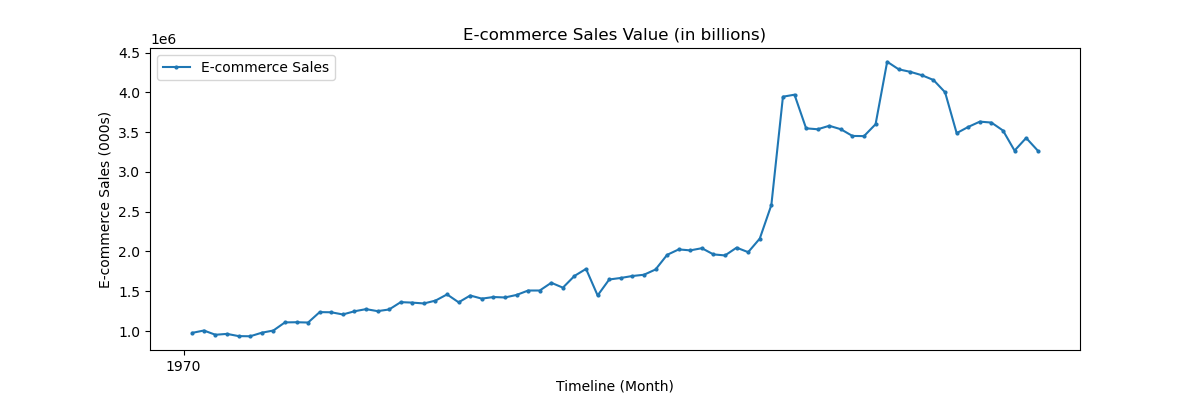 E-commerce Sales Value (in billions)
1e6
4.5
4.0
3.5
3.0
2.5
2.0
1.5
1.0
E-commerce Sales (000s)
E-commerce Sales
1970
Timeline (Month)